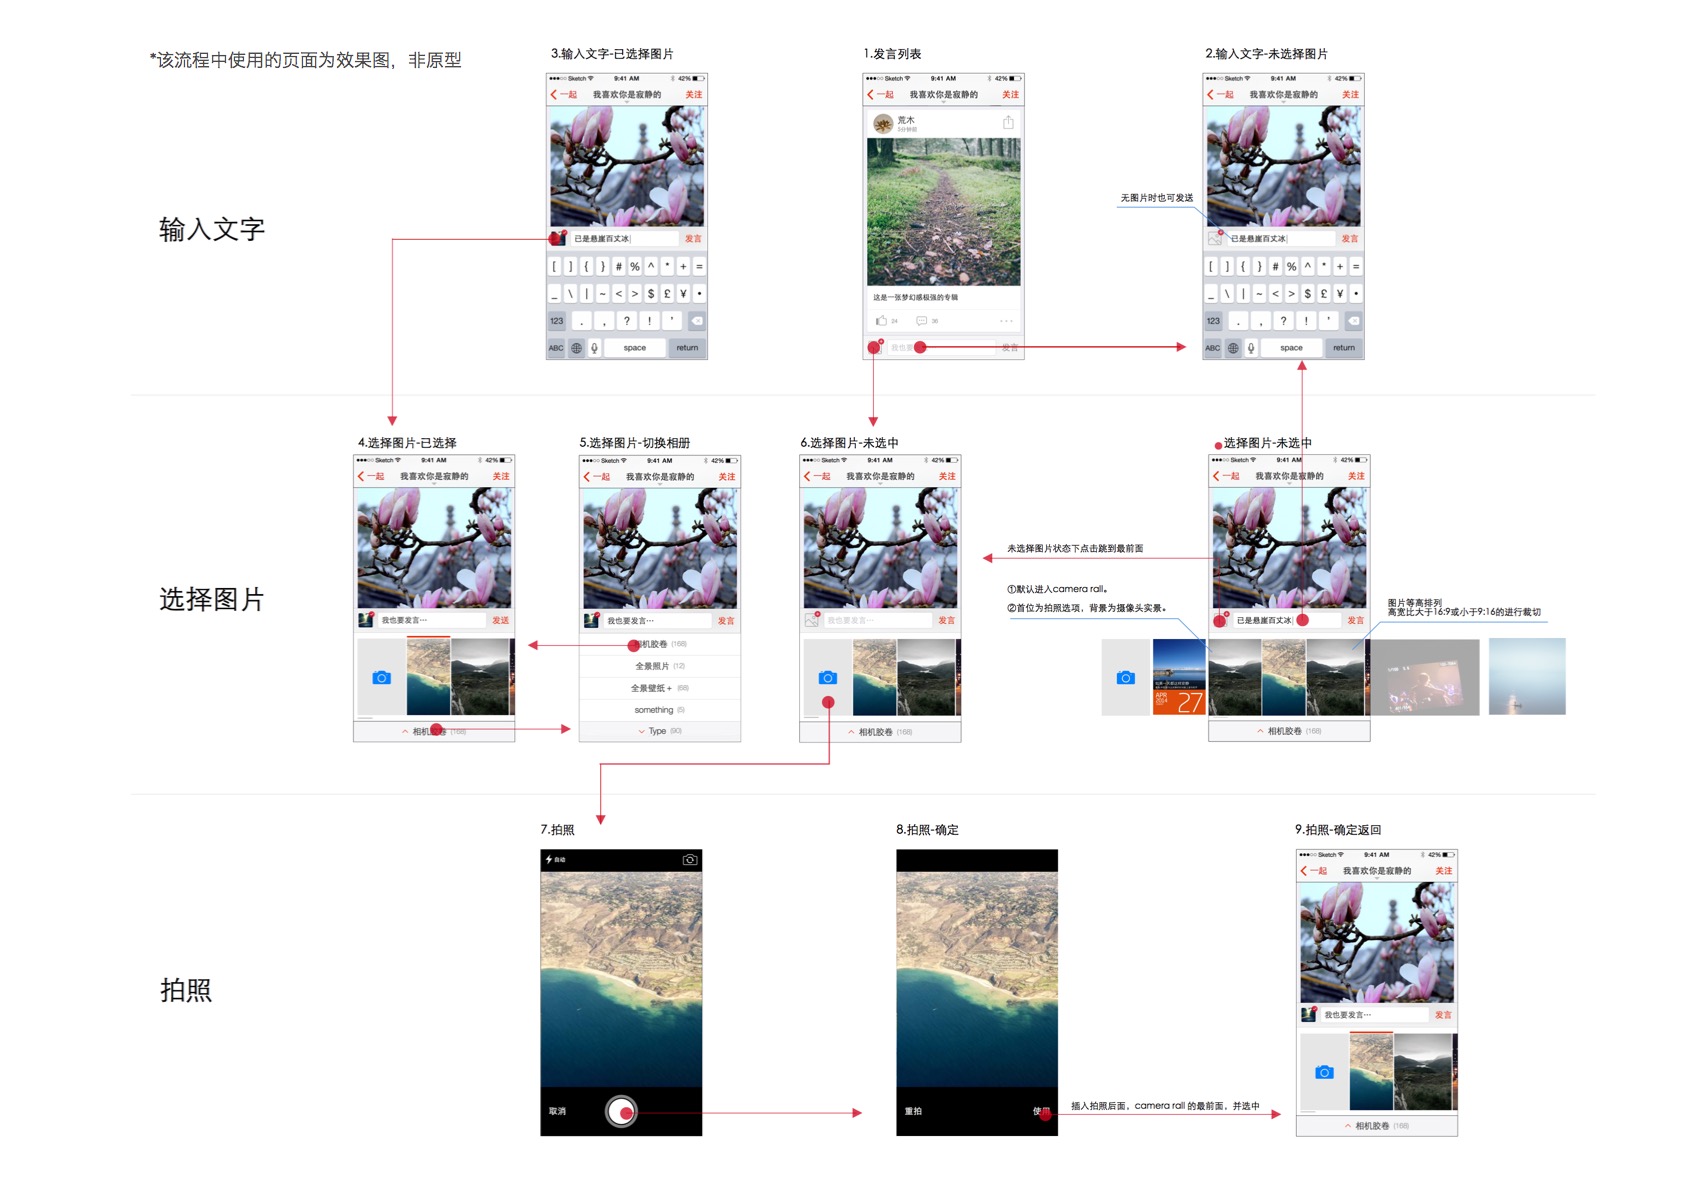 *该流程中使用的页面为效果图，非原型
输入文字
3.输入文字-已选择图片
●●●○○ Sketch 9:41 AM 42%
一起 我喜欢你是寂静的 关注
已是悬崖百丈冰 发言
[ ] { } # % ^ * + =
_ \ | ~ < > $ £ ¥ •
123 . , ? ! '
ABC space return
1.发言列表
●●●○○ Sketch 9:41 AM 42%
一起 我喜欢你是寂静的 关注
荒木
5分钟前
这是一张梦幻感极强的专辑
24 36
我也要 发言
2.输入文字-未选择图片
●●●○○ Sketch 9:41 AM 42%
一起 我喜欢你是寂静的 关注
无图片时也可发送
已是悬崖百丈冰 发言
[ ] { } # % ^ * + =
_ \ | ~ < > $ £ ¥ •
123 . , ? ! '
ABC space return
选择图片
4.选择图片-已选择
●●●○○ Sketch 9:41 AM 42%
一起 我喜欢你是寂静的 关注
我也要发言… 发送
相机胶卷 (168)
5.选择图片-切换相册
●●●○○ Sketch 9:41 AM 42%
一起 我喜欢你是寂静的 关注
我也要发言… 发言
相机胶卷 (168)
全景照片 (12)
全景壁纸＋ (68)
something (5)
Type (90)
6.选择图片-未选中
●●●○○ Sketch 9:41 AM 42%
一起 我喜欢你是寂静的 关注
我也要发言… 发言
相机胶卷 (168)
选择图片-未选中
●●●○○ Sketch 9:41 AM 42%
一起 我喜欢你是寂静的 关注
未选择图片状态下点击跳到最前面
①默认进入camera rall。
②首位为拍照选项，背景为摄像头实景。
图片等高排列
高宽比大于16:9或小于9:16的进行裁切
已是悬崖百丈冰 发言
APR
2014
27
相机胶卷 (168)
拍照
7.拍照
自动
取消
8.拍照-确定
重拍 使用
插入拍照后面，camera rall 的最前面，并选中
9.拍照-确定返回
●●●○○ Sketch 9:41 AM 42%
一起 我喜欢你是寂静的 关注
我也要发言… 发言
相机胶卷 (168)